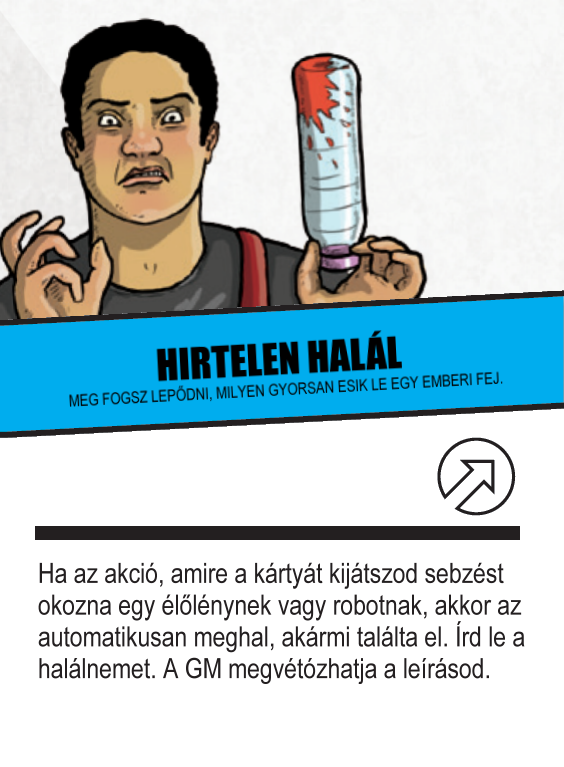 HIRTELEN HALÁL
MEG FOGSZ LEPŐDNI, MILYEN GYORSAN ESIK LE EGY EMBERI FEJ.
Ha az akció, amire a kártyát kijátszod sebzést
okozna egy élőlénynek vagy robotnak, akkor az
automatikusan meghal, akármi találta el. Írd le a
halálnemet. A GM megvétózhatja a leírásod.